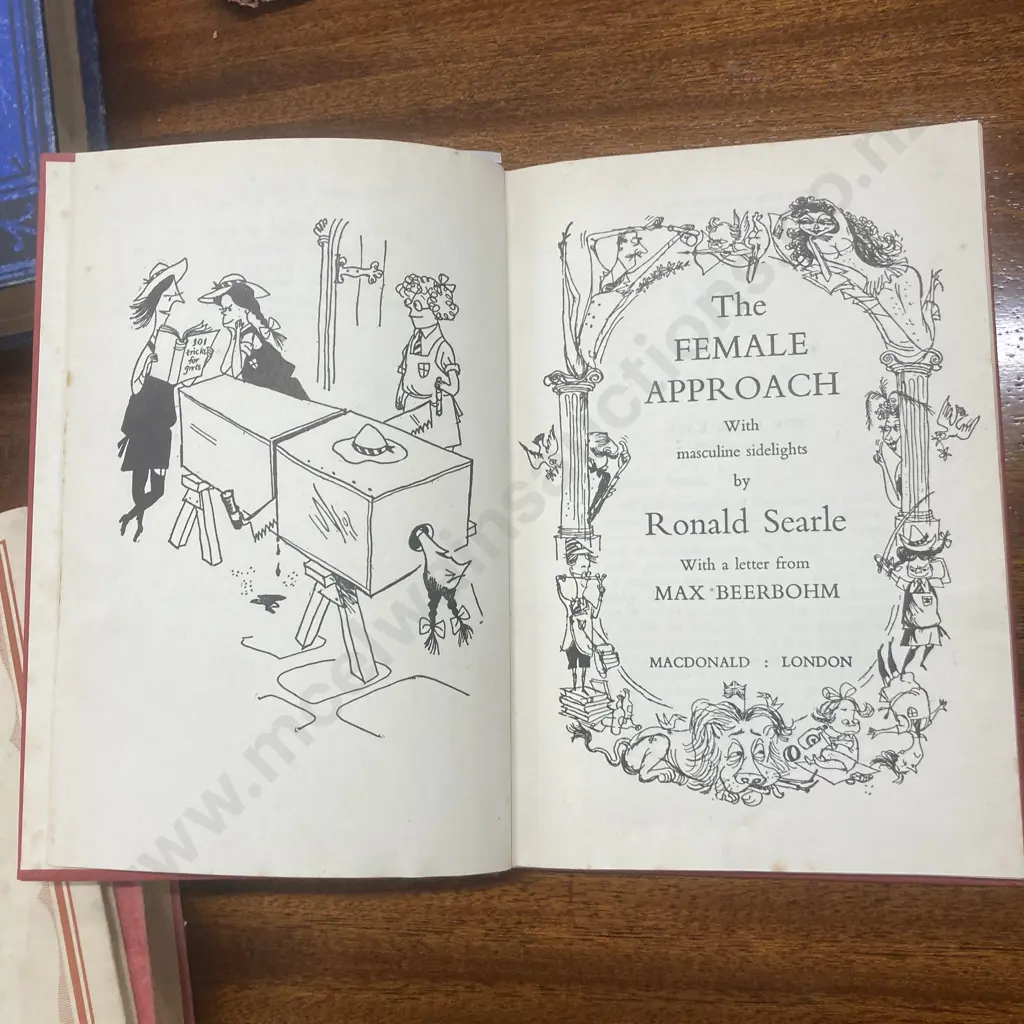 101
tricks
for
girls
The
FEMALE
APPROACH
With
masculine sidelights
by
Ronald Searle
With a letter from
MAX BEERBOHM
MACDONALD : LONDON